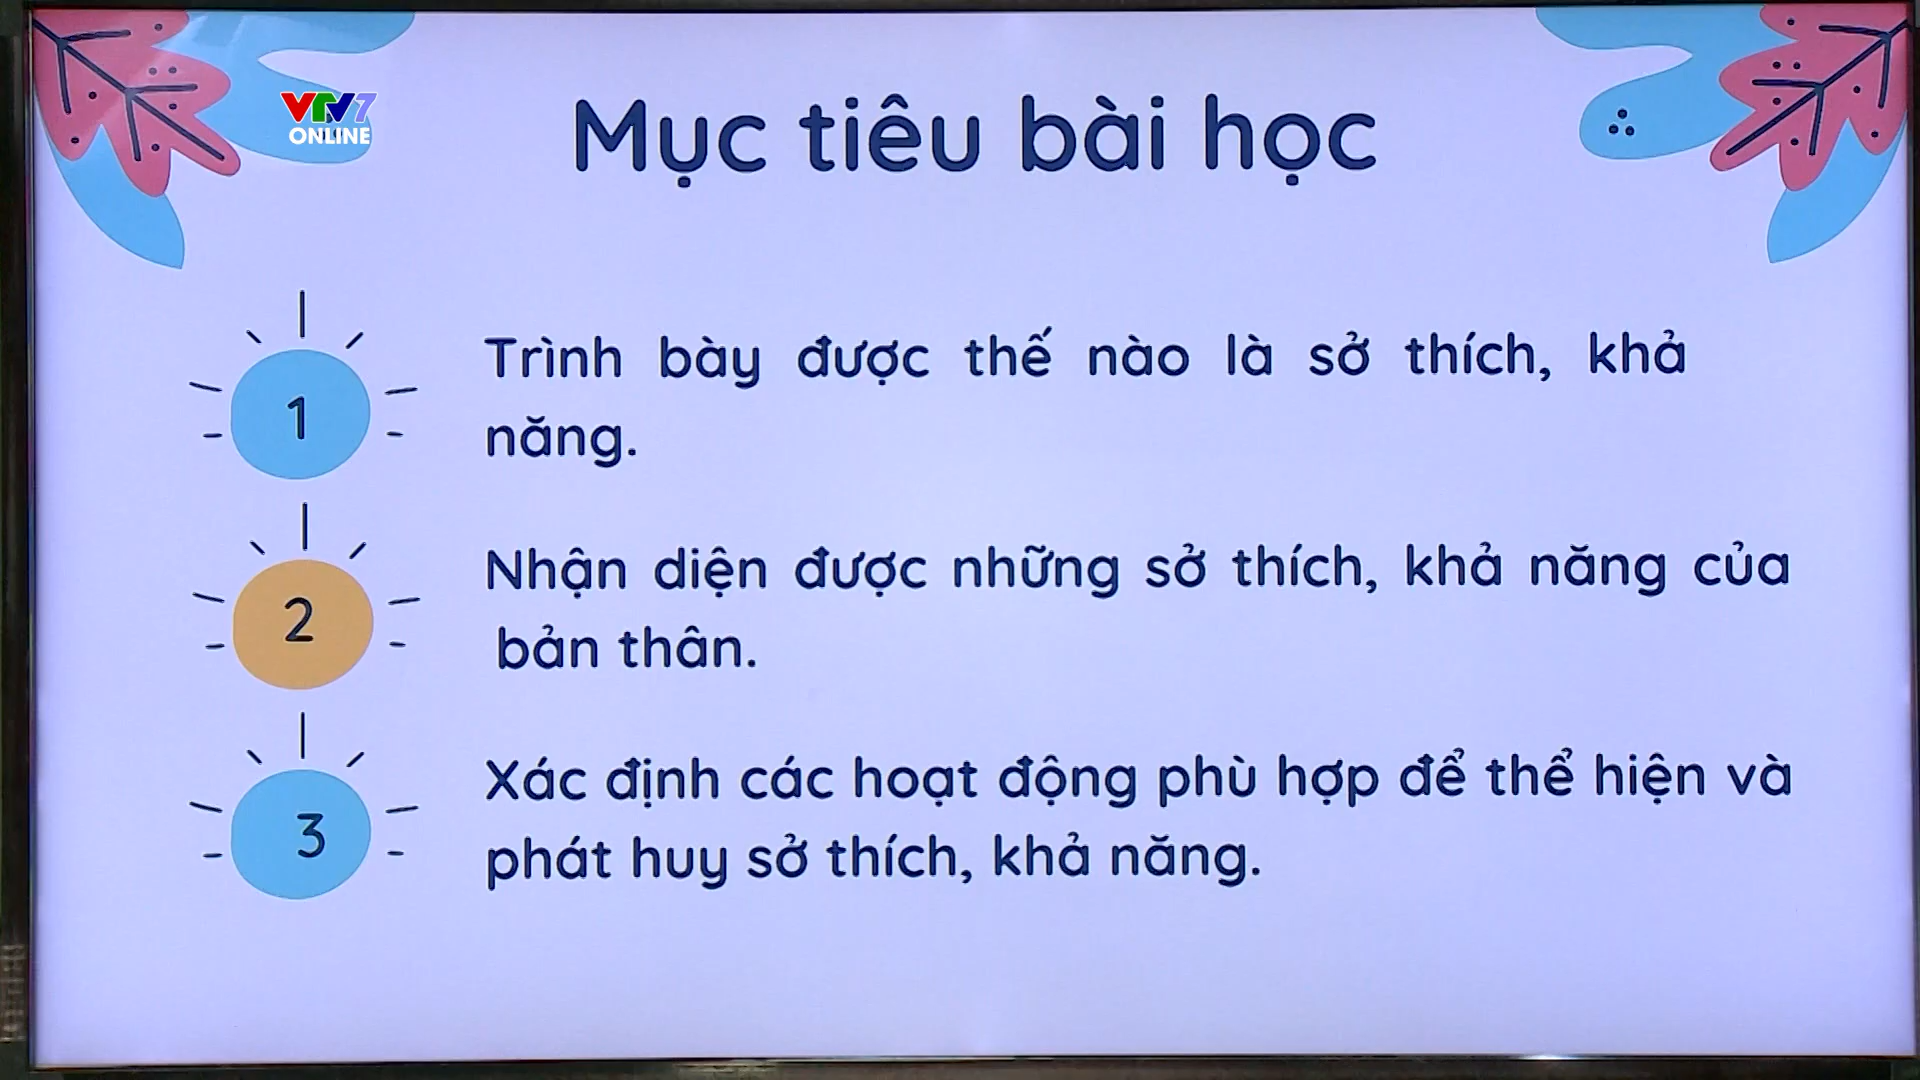 VTV7
ONLINE
Mục tiêu bài học
1
Trình bày được thế nào là sở thích, khả
năng.
2
Nhận diện được những sở thích, khả năng của
bản thân.
3
Xác định các hoạt động phù hợp để thể hiện và
phát huy sở thích, khả năng.